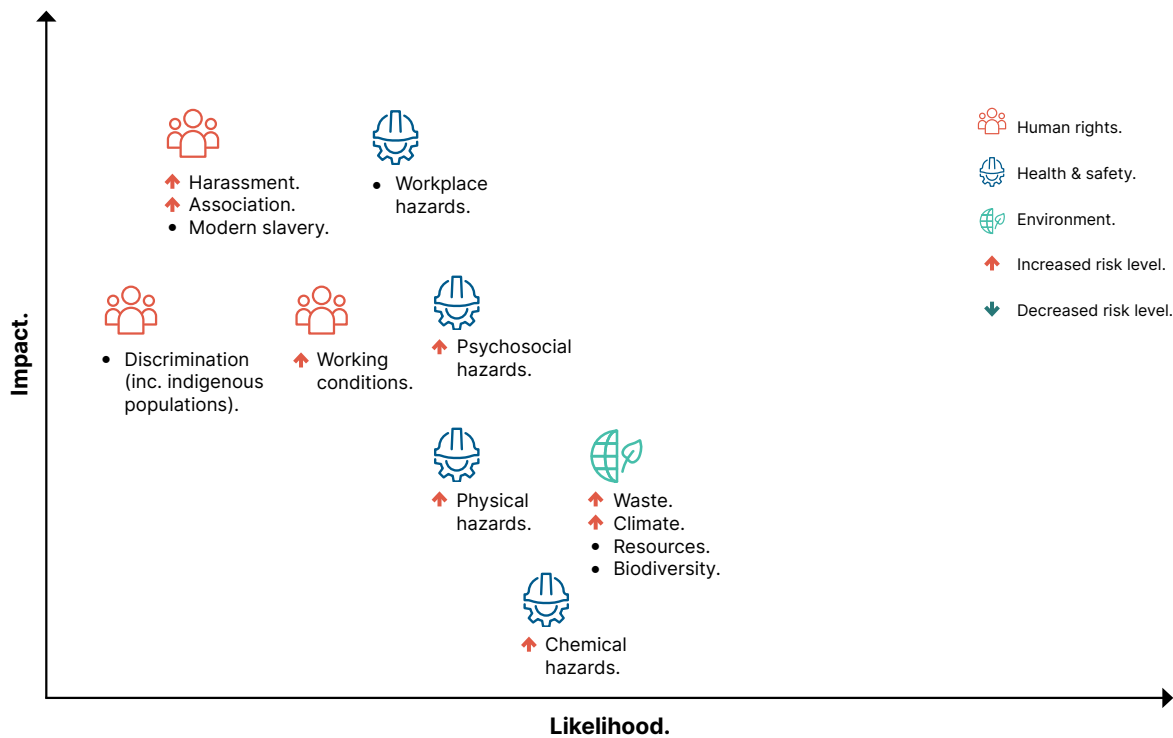 Harassment.
Association.
• Modern slavery.
• Workplace
hazards.
Human rights.
Health & safety.
Environment.
Increased risk level.
Decreased risk level.
Impact.
• Discrimination
(inc. indigenous
populations).
Working
conditions.
Psychosocial
hazards.
Physical
hazards.
Waste.
Climate.
• Resources.
• Biodiversity.
Chemical
hazards.
Likelihood.